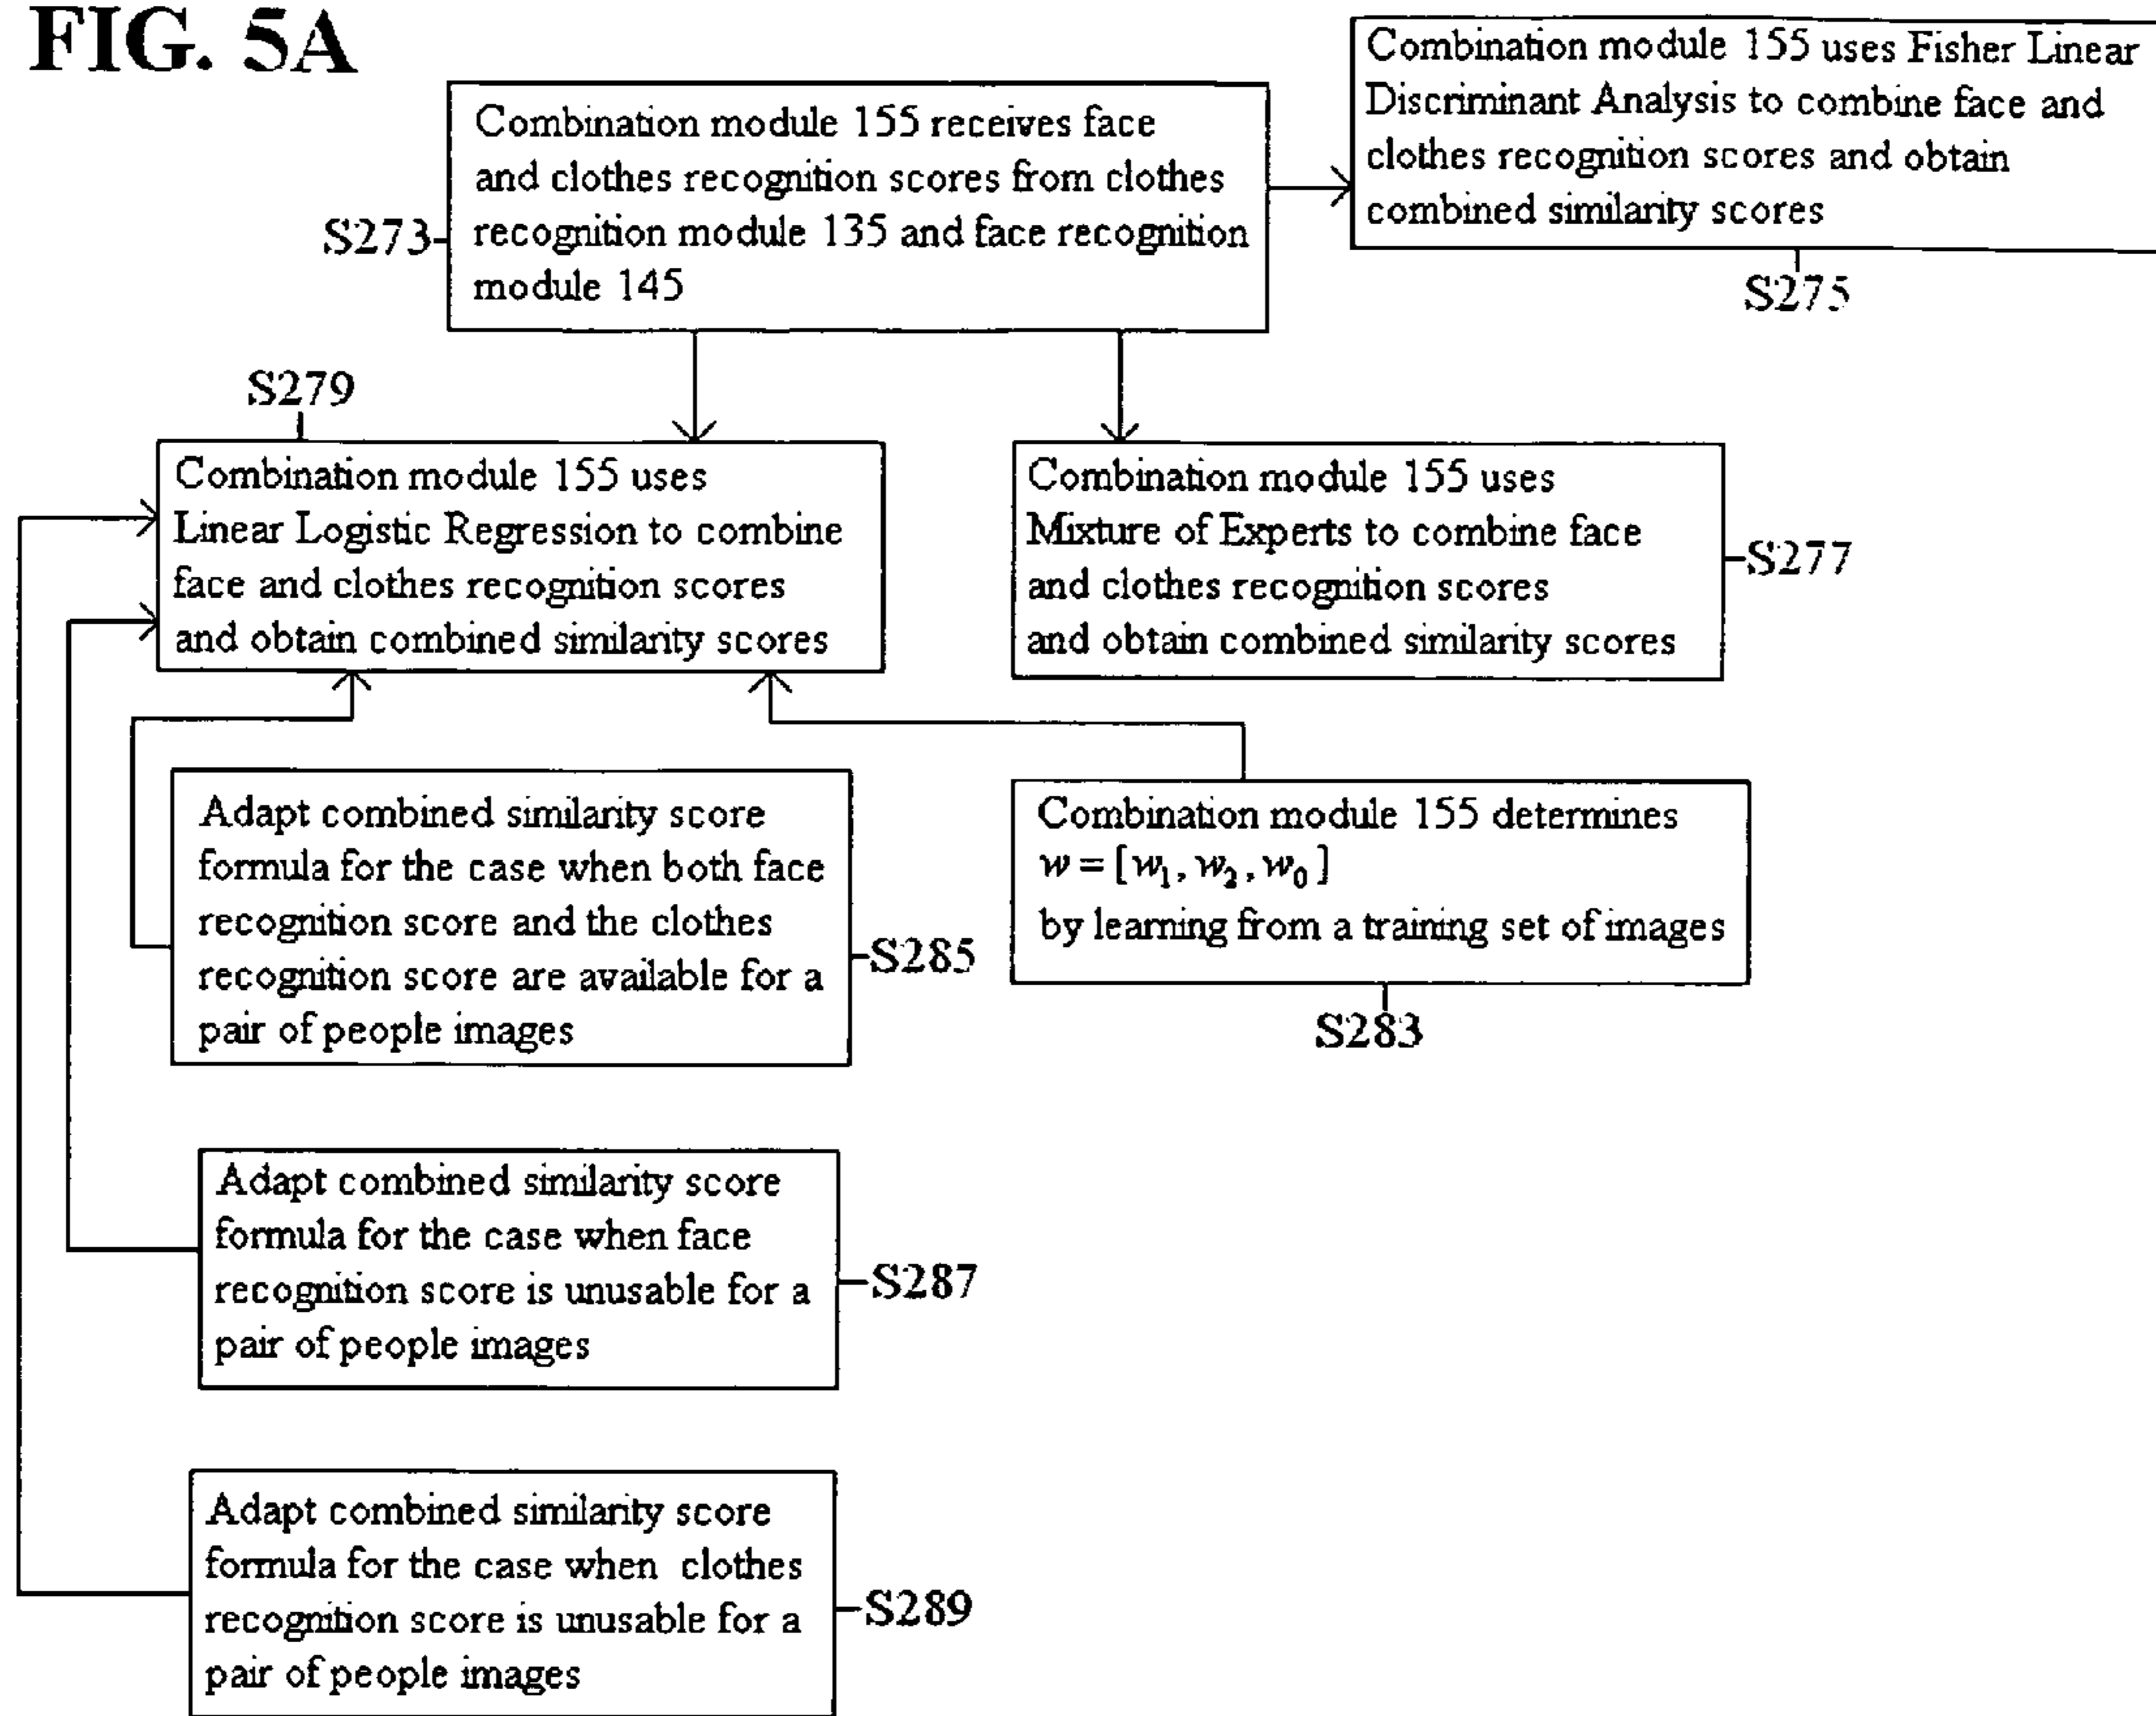 FIG. 5A
Combination module 155 receives face
and clothes recognition scores from clothes
recognition module 135 and face recognition
module 145
S273
Combination module 155 uses Fisher Linear
Discriminant Analysis to combine face and
clothes recognition scores and obtain
combined similarity scores
S275
S279
Combination module 155 uses
Linear Logistic Regression to combine
face and clothes recognition scores
and obtain combined similarity scores
Combination module 155 uses
Mixture of Experts to combine face
and clothes recognition scores
and obtain combined similarity scores
S277
Adapt combined similarity score
formula for the case when both face
recognition score and the clothes
recognition score are available for a
pair of people images
S285
Combination module 155 determines
w = [w₁, w₂, w₀]
by learning from a training set of images
S283
Adapt combined similarity score
formula for the case when face
recognition score is unusable for a
pair of people images
S287
Adapt combined similarity score
formula for the case when clothes
recognition score is unusable for a
pair of people images
S289